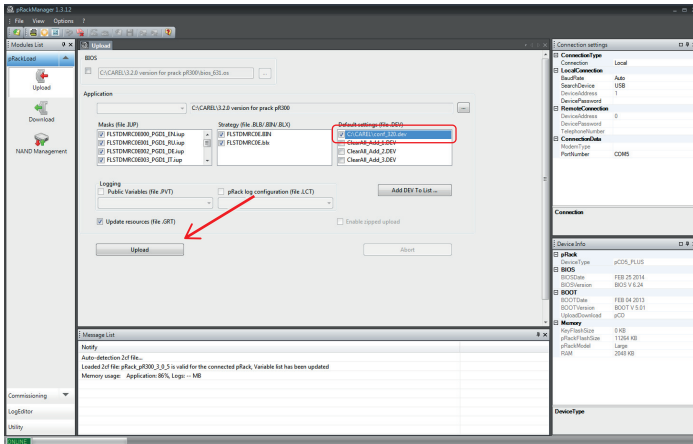 pRackManager 1.3.12
File View Options ?
Modules List
pRackLoad
Upload
Download
NAND Management
Commissioning
LogEditor
Utility
ONLINE
Upload
BIOS
C:\CAREL\3.2.0 version for prack pR300\bios_631.os
...
Application
C:\CAREL\3.2.0 version for prack pR300
...
Masks (file .IUP)
FLSTDMRC0E000_PGD1_EN.iup
FLSTDMRC0E001_PGD1_RU.iup
FLSTDMRC0E002_PGD1_DE.iup
FLSTDMRC0E003_PGD1_IT.iup
Strategy (file .BLB/.BIN/.BLX)
FLSTDMRC0E.BIN
FLSTDMRC0E.blx
Default settings (file .DEV)
C:\CAREL\conf_320.dev
ClearAll_Add_1.DEV
ClearAll_Add_2.DEV
ClearAll_Add_3.DEV
Logging
Public Variables (file .PVT)
pRack log configuration (file .LCT)
Add DEV To List ...
Update resources (file .GRT)
Enable zipped upload
Upload
Abort
Message List
Notify
Auto-detection 2cf file...
Loaded 2cf file: pRack_pR300_3_0_5 is valid for the connected pRack, Variable list has been updated
Memory usage: Application: 86%, Logs: -- MB
Connection settings
ConnectionType
Connection Local
LocalConnection
BaudRate Auto
SearchDevice USB
DeviceAddress 1
DevicePassword
RemoteConnection
DeviceAddress 0
DevicePassword
TelephoneNumber
ConnectionData
ModemType
PortNumber COM5
Connection
Device Info
pRack
DeviceType pCO5_PLUS
BIOS
BIOSDate FEB 25 2014
BIOSVersion BIOS V 6.24
BOOT
BOOTDate FEB 04 2013
BOOTVersion BOOT V 5.01
UploadDownload pCO
Memory
KeyFlashSize 0 KB
pRackFlashSize 11264 KB
pRackModel Large
RAM 2048 KB
DeviceType